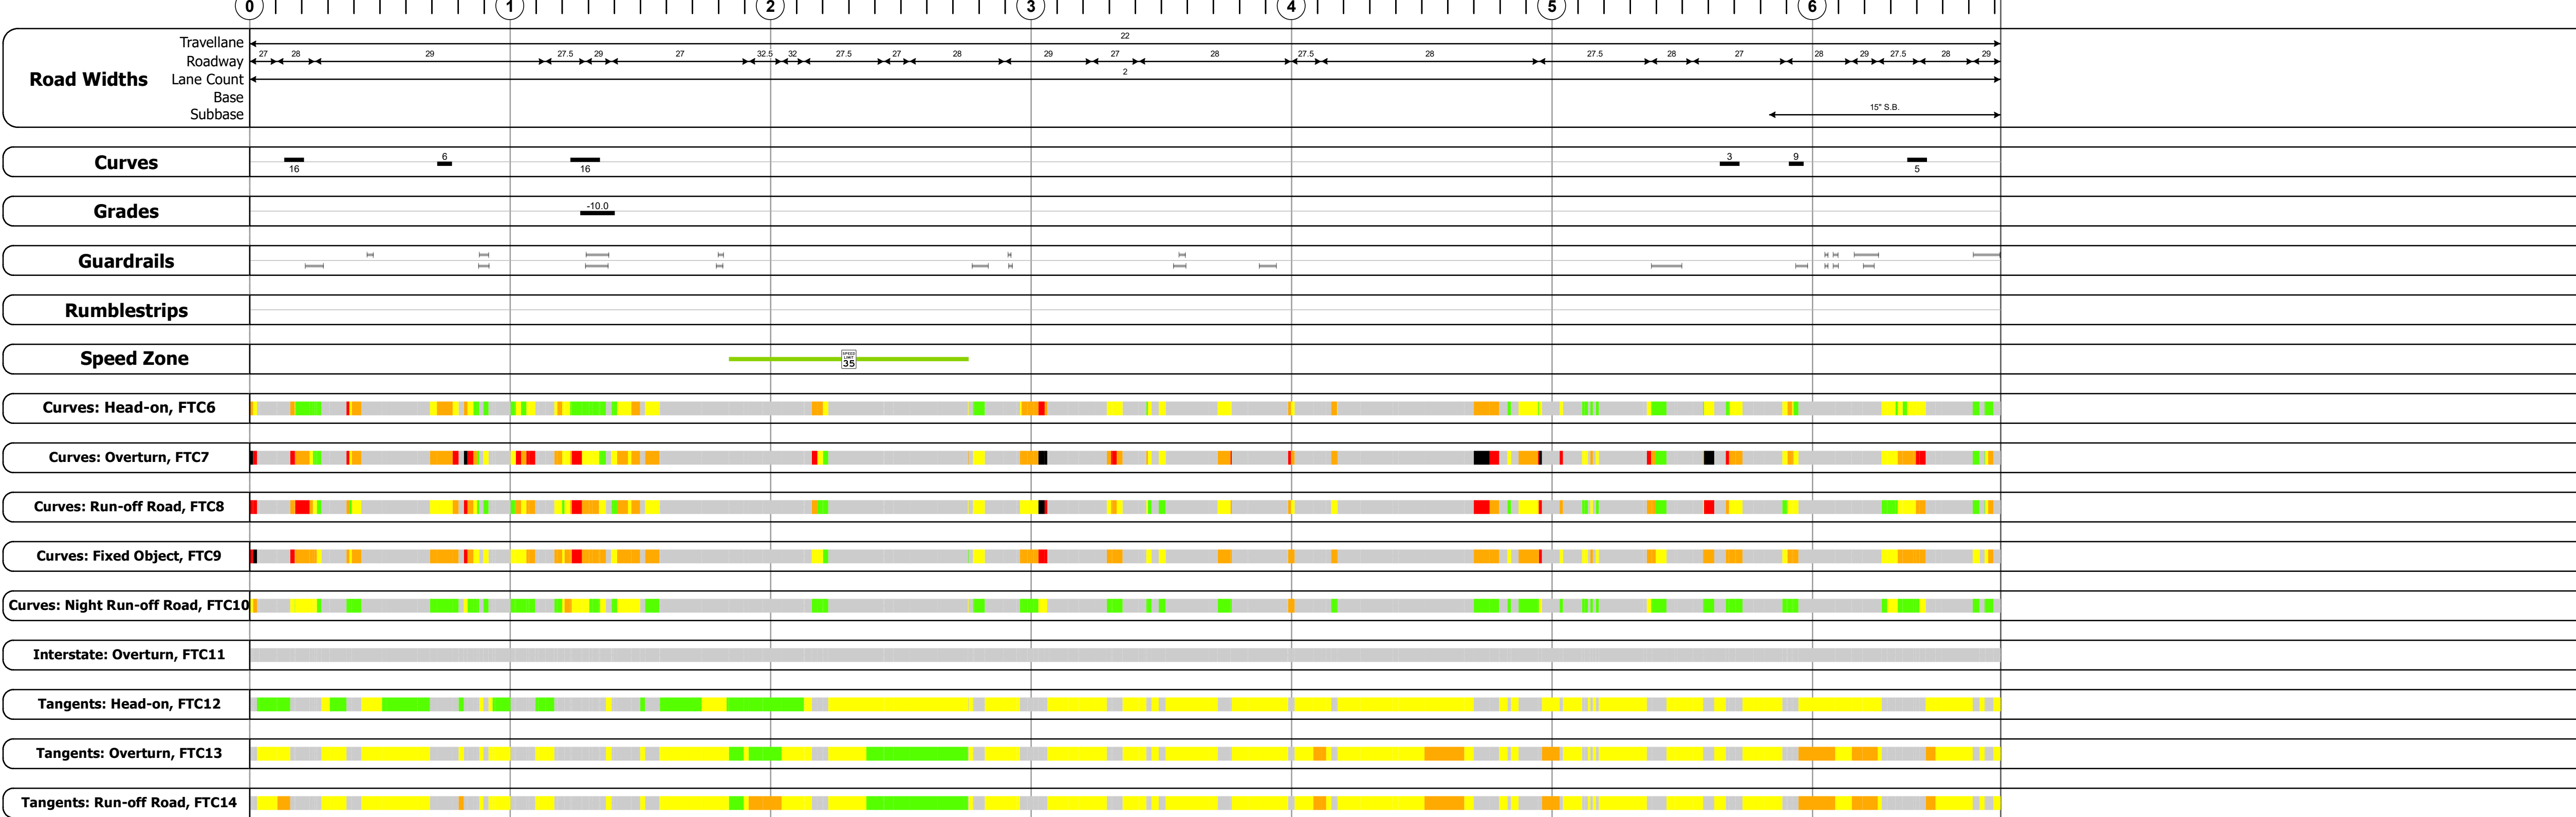 0 1 2 3 4 5 6
Road Widths
Travellane 22
Roadway 27 28 29 27.5 29 27 32.5 32 27.5 27 28 29 27 28 27.5 28 27.5 28 27 28 29 27.5 28 29
Lane Count 2
Base
Subbase 15" S.B.
Curves 16 6 16 3 9 5
Grades -10.0
Guardrails
Rumblestrips
Speed Zone
SPEED
LIMIT
35
Curves: Head-on, FTC6
Curves: Overturn, FTC7
Curves: Run-off Road, FTC8
Curves: Fixed Object, FTC9
Curves: Night Run-off Road, FTC10
Interstate: Overturn, FTC11
Tangents: Head-on, FTC12
Tangents: Overturn, FTC13
Tangents: Run-off Road, FTC14